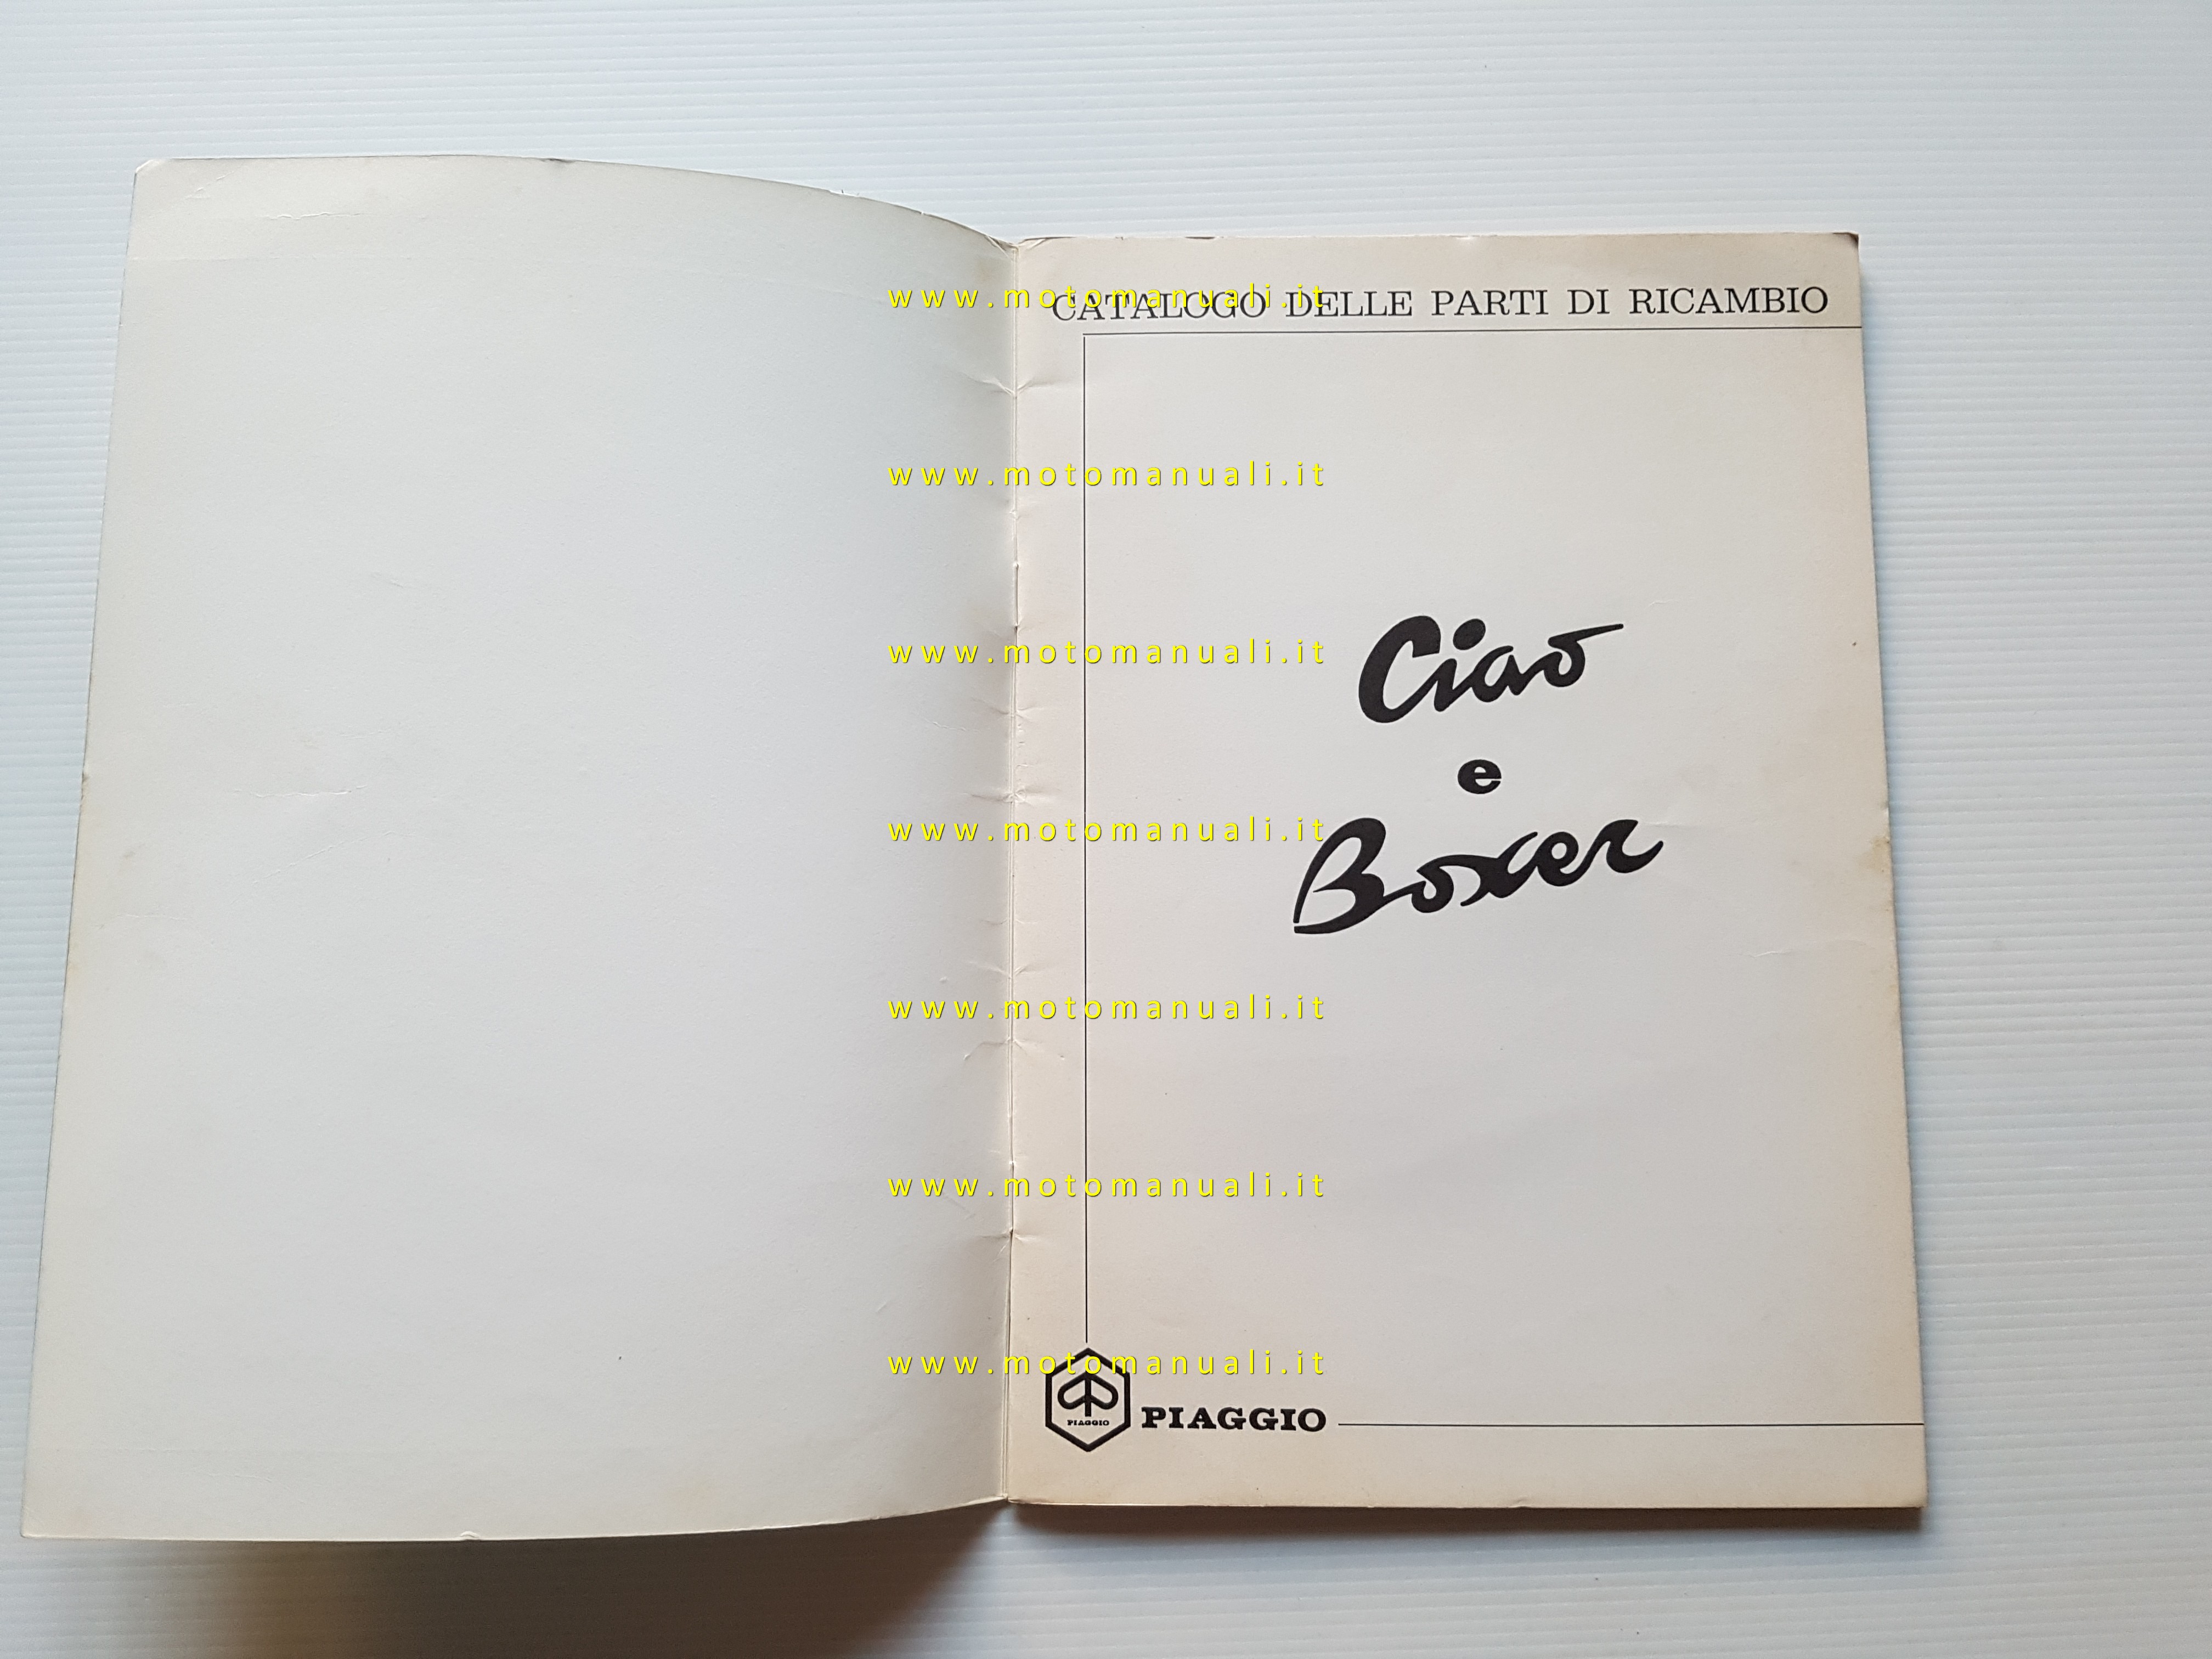 www.motomanuali.it
CATALOGO DELLE PARTI DI RICAMBIO
www.motomanuali.it
www.motomanuali.it
Ciao
e
www.motomanuali.it
Boxer
www.motomanuali.it
www.motomanuali.it
www.motomanuali.it
PIAGGIO
PIAGGIO